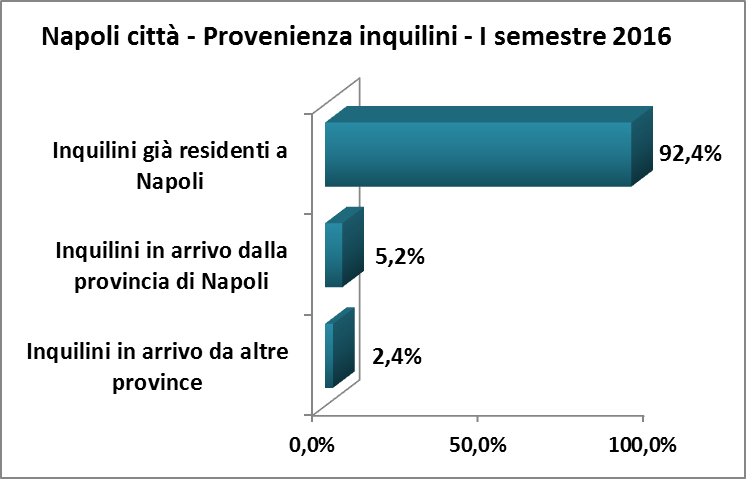 Napoli città - Provenienza inquilini - I semestre 2016
Inquilini già residenti a
Napoli
92,4%
Inquilini in arrivo dalla
provincia di Napoli
5,2%
Inquilini in arrivo da altre
province
2,4%
0,0%
50,0%
100,0%